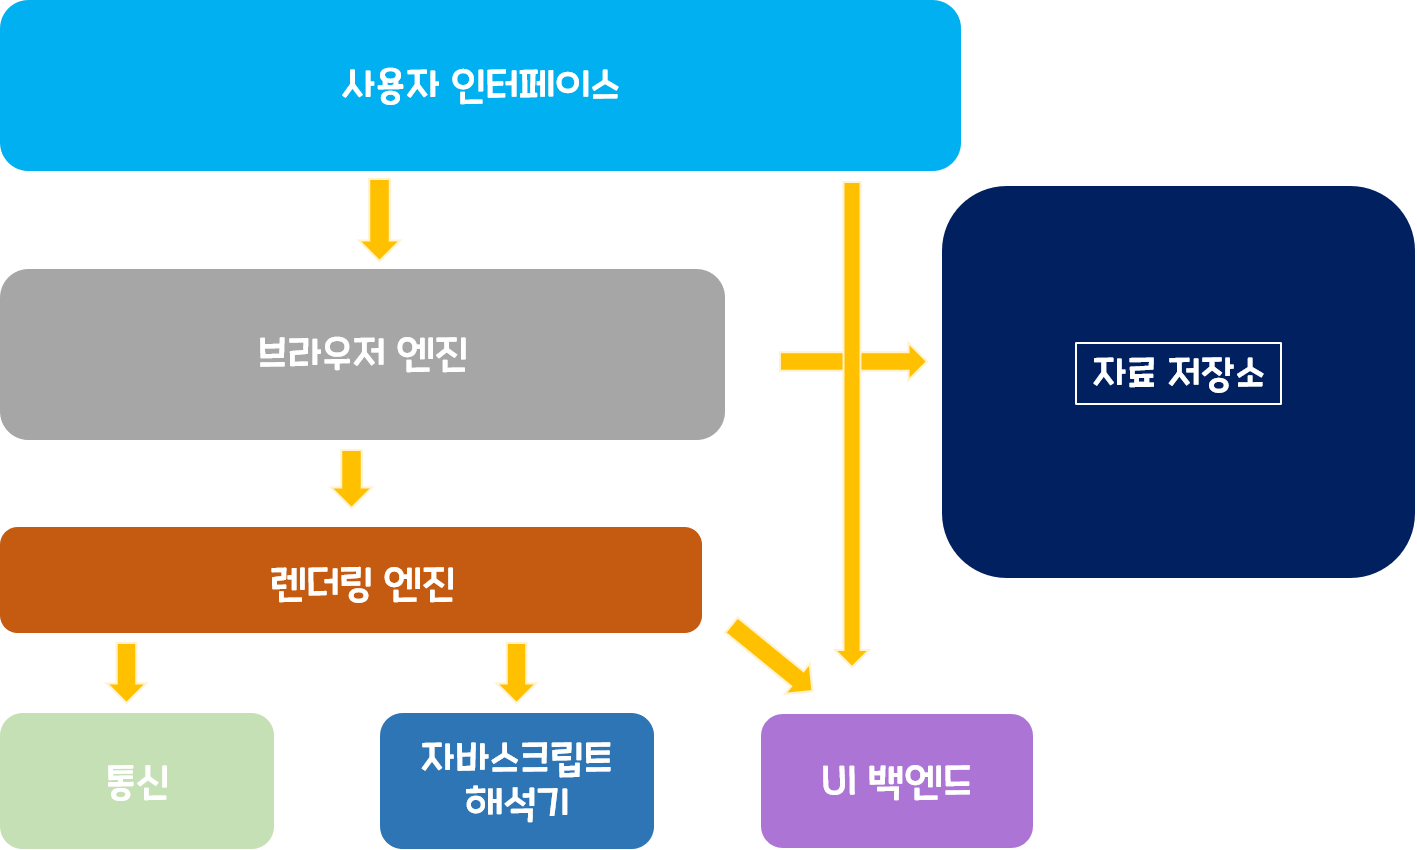 사용자 인터페이스
브라우저 엔진
자료 저장소
렌더링 엔진
통신
자바스크립트
해석기
UI 백엔드